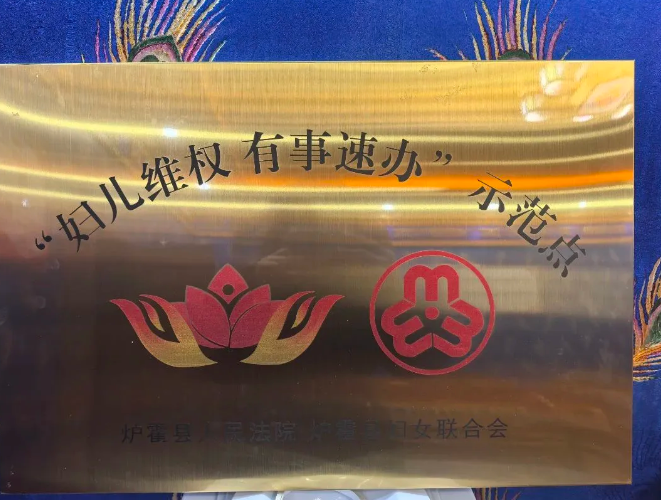 “妇儿维权 有事速办”示范点
炉霍县人民法院 炉霍县妇女联合会